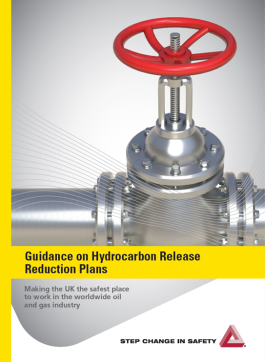 Guidance on Hydrocarbon Release
Reduction Plans
Making the UK the safest place
to work in the worldwide oil
and gas industry
STEP CHANGE IN SAFETY